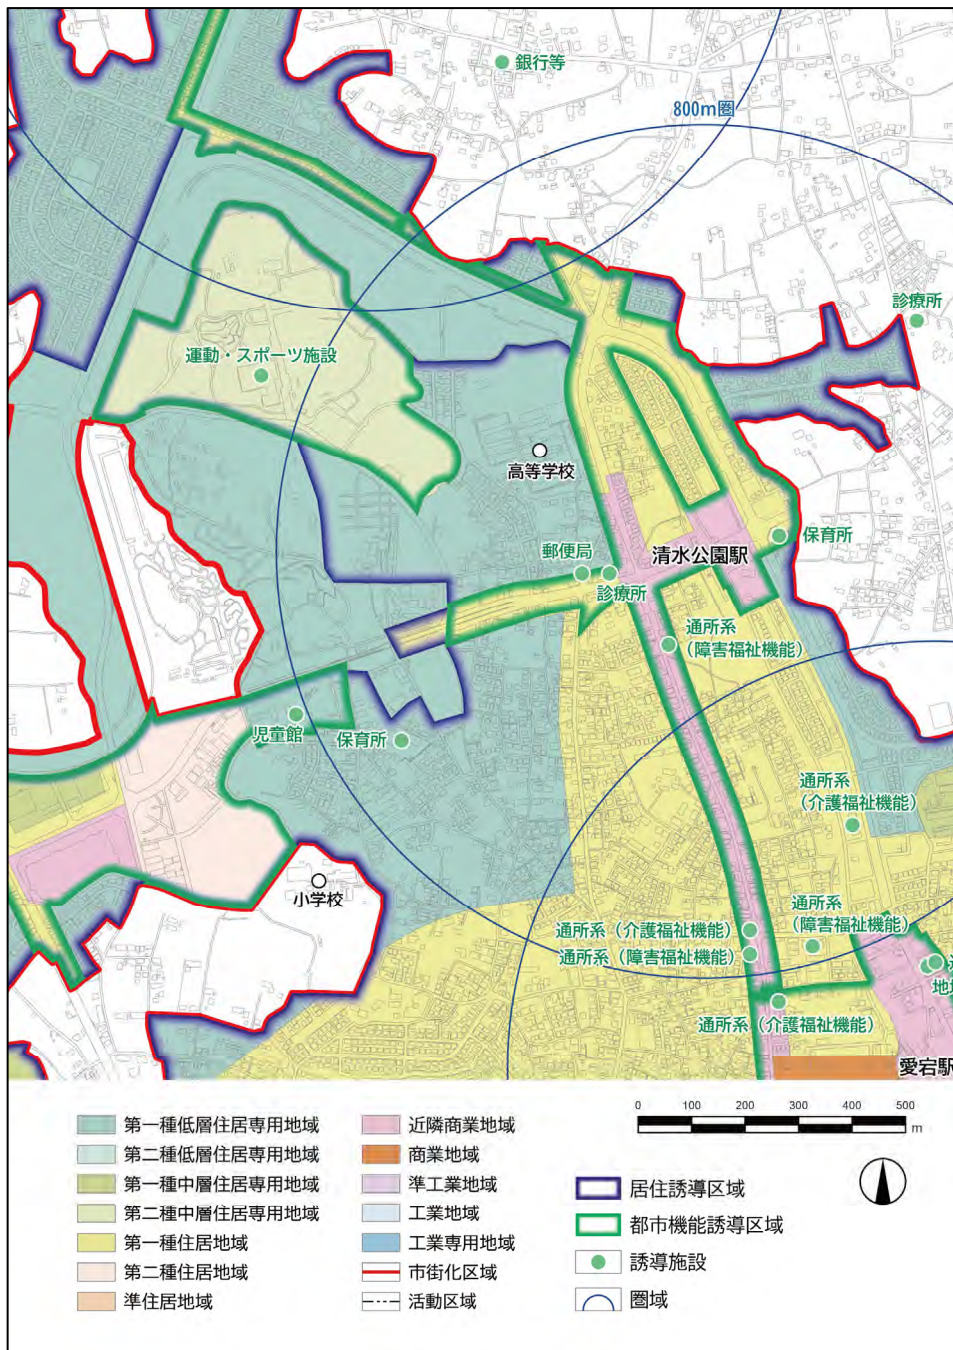 銀行等
800m圏
診療所
運動・スポーツ施設
高等学校
郵便局
清水公園駅
保育所
診療所
通所系
(障害福祉機能)
児童館
保育所
通所系
(介護福祉機能)
小学校
通所系
(障害福祉機能)
通所系(介護福祉機能)
通所系(障害福祉機能)
通所系(介護福祉機能)
愛宕駅
第一種低層住居専用地域
第二種低層住居専用地域
第一種中層住居専用地域
第二種中層住居専用地域
第一種住居地域
第二種住居地域
準住居地域
近隣商業地域
商業地域
準工業地域
工業地域
工業専用地域
市街化区域
活動区域
0 100 200 300 400 500
m
居住誘導区域
都市機能誘導区域
誘導施設
圏域